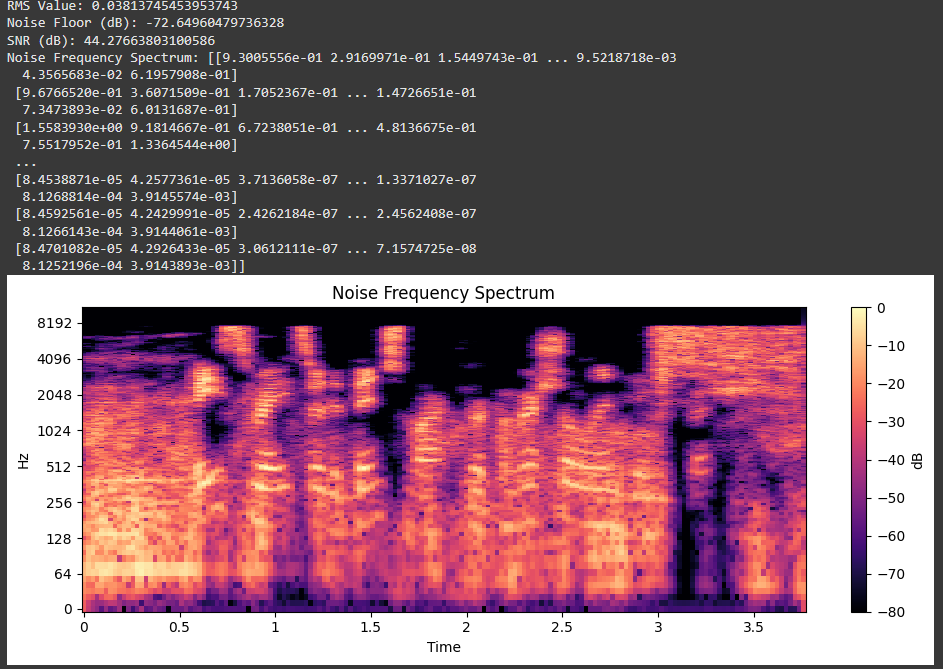 RMS Value: 0.03813745453953743
Noise Floor (dB): -72.64960479736328
SNR (dB): 44.27663803100586
Noise Frequency Spectrum: [[9.3005556e-01 2.9169971e-01 1.5449743e-01 ... 9.5218718e-03
4.3565683e-02 6.1957908e-01]
[9.6766520e-01 3.6071509e-01 1.7052367e-01 ... 1.4726651e-01
7.3473893e-02 6.0131687e-01]
[1.5583930e+00 9.1814667e-01 6.7238051e-01 ... 4.8136675e-01
7.5517952e-01 1.3364544e+00]
...
[8.4538871e-05 4.2577361e-05 3.7136058e-07 ... 1.3371027e-07
8.1268814e-04 3.9145574e-03]
[8.4592561e-05 4.2429991e-05 2.4262184e-07 ... 2.4562408e-07
8.1266143e-04 3.9144061e-03]
[8.4701082e-05 4.2926433e-05 3.0612111e-07 ... 7.1574725e-08
8.1252196e-04 3.9143893e-03]]
Noise Frequency Spectrum
8192
4096
2048
1024
512
256
128
64
0
Hz
0 0.5 1 1.5 2 2.5 3 3.5
Time
0
−10
−20
−30
−40
−50
−60
−70
−80
dB